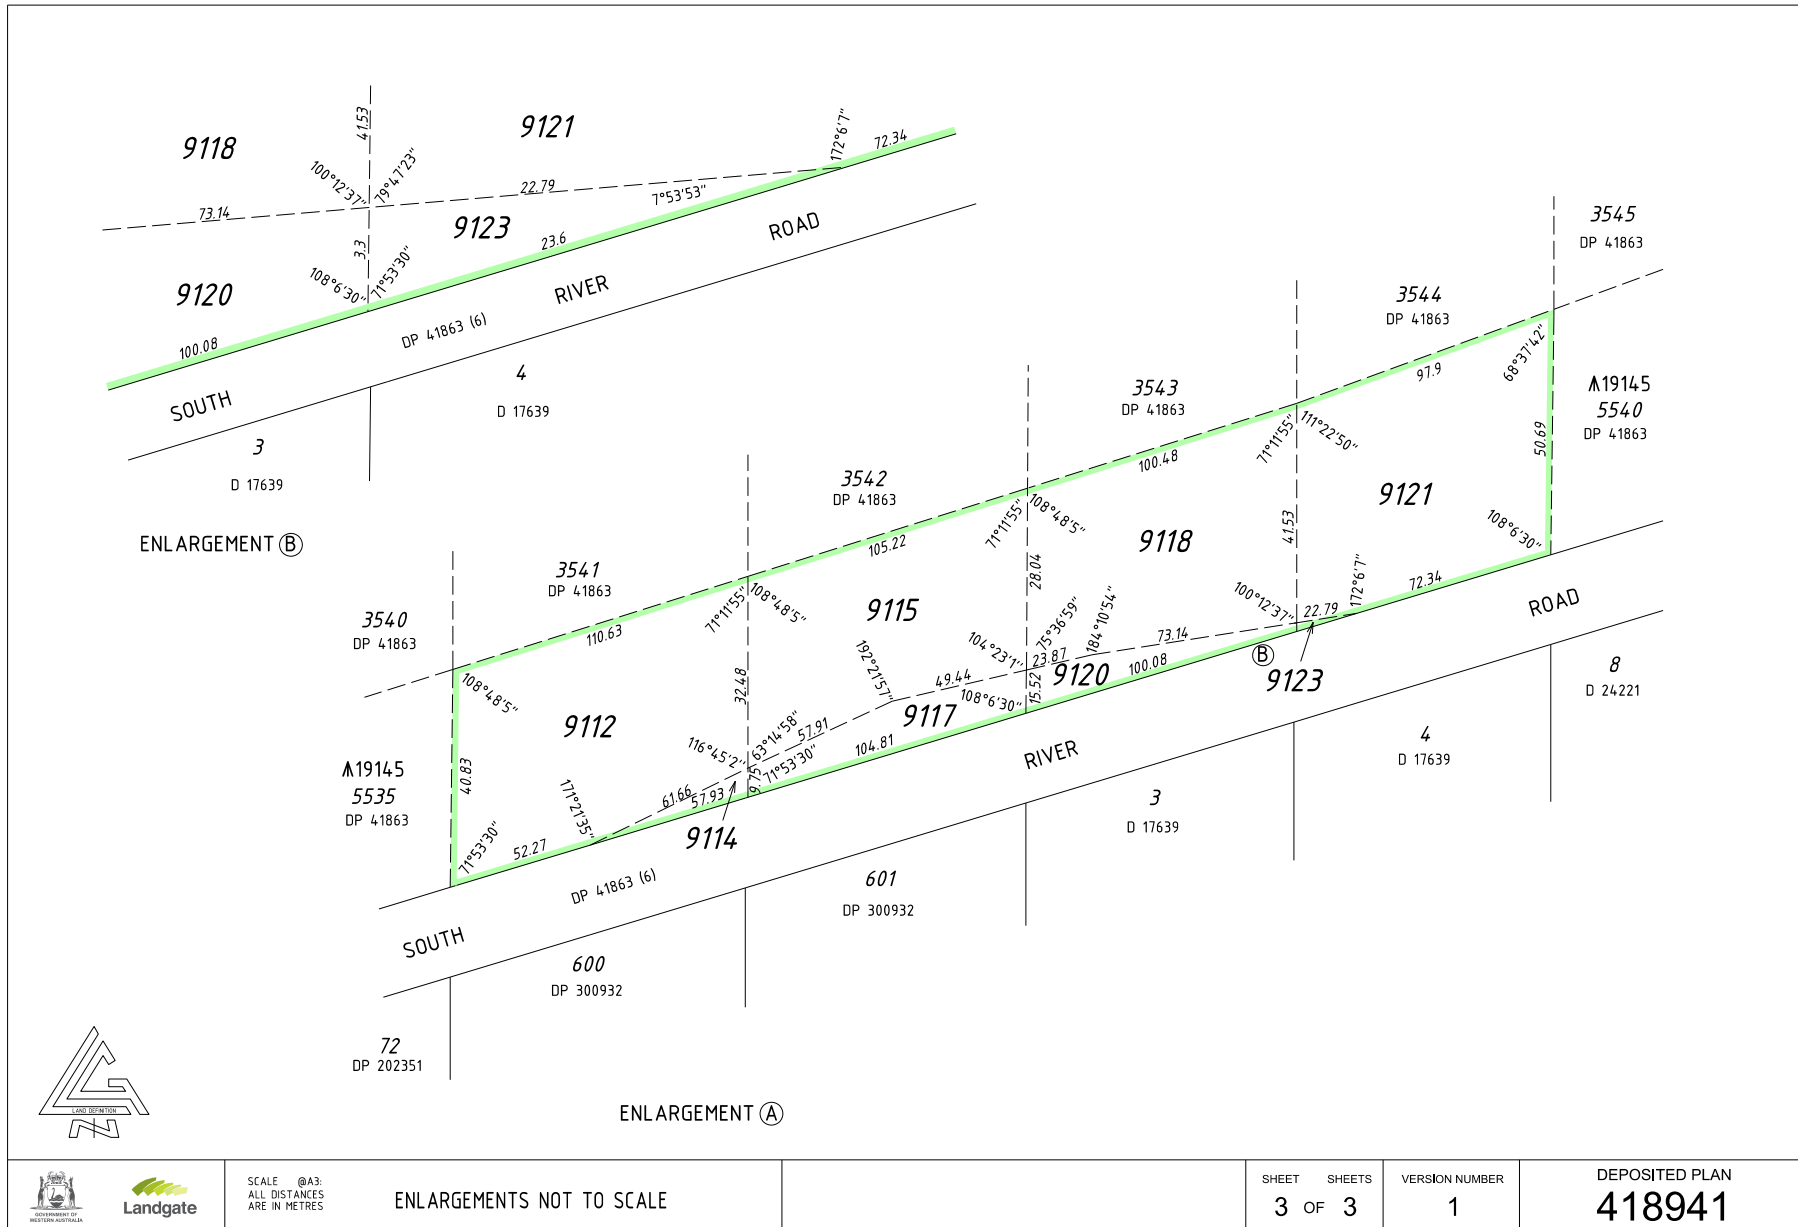 9118
9121
9123
9120
41.53
100°12'37"
79°47'23"
73.14
22.79
172°6'7"
72.34
7°53'53"
3.3
23.6
108°6'30"
71°53'30"
100.08
SOUTH
RIVER
ROAD
DP 41863 (6)
3
D 17639
4
D 17639
ENLARGEMENT B
3545
DP 41863
3544
DP 41863
3543
DP 41863
3542
DP 41863
3541
DP 41863
3540
DP 41863
19145
5540
DP 41863
19145
5535
DP 41863
97.9
68°37'42"
50.69
111°22'50"
71°11'55"
100.48
9121
108°6'30"
41.53
9118
108°48'5"
71°11'55"
105.22
28.04
9115
108°48'5"
71°11'55"
110.63
108°48'5"
9112
32.48
40.83
71°53'30"
52.27
171°21'35"
61.66
57.93
116°45'2"
63°14'58"
9.75
71°53'30"
57.91
192°21'57"
49.44
104.81
9117
9114
104°23'1"
75°36'59"
184°10'54"
23.87
15.52
108°6'30"
9120
73.14
100.08
100°12'37"
22.79
172°6'7"
72.34
B
9123
SOUTH
RIVER
ROAD
DP 41863 (6)
8
D 24221
4
D 17639
3
D 17639
601
DP 300932
600
DP 300932
72
DP 202351
ENLARGEMENT A
LAND DEFINITION
N
GOVERNMENT OF
WESTERN AUSTRALIA
Landgate
SCALE @A3:
ALL DISTANCES
ARE IN METRES
ENLARGEMENTS NOT TO SCALE
SHEET SHEETS
3 OF 3
VERSION NUMBER
1
DEPOSITED PLAN
418941